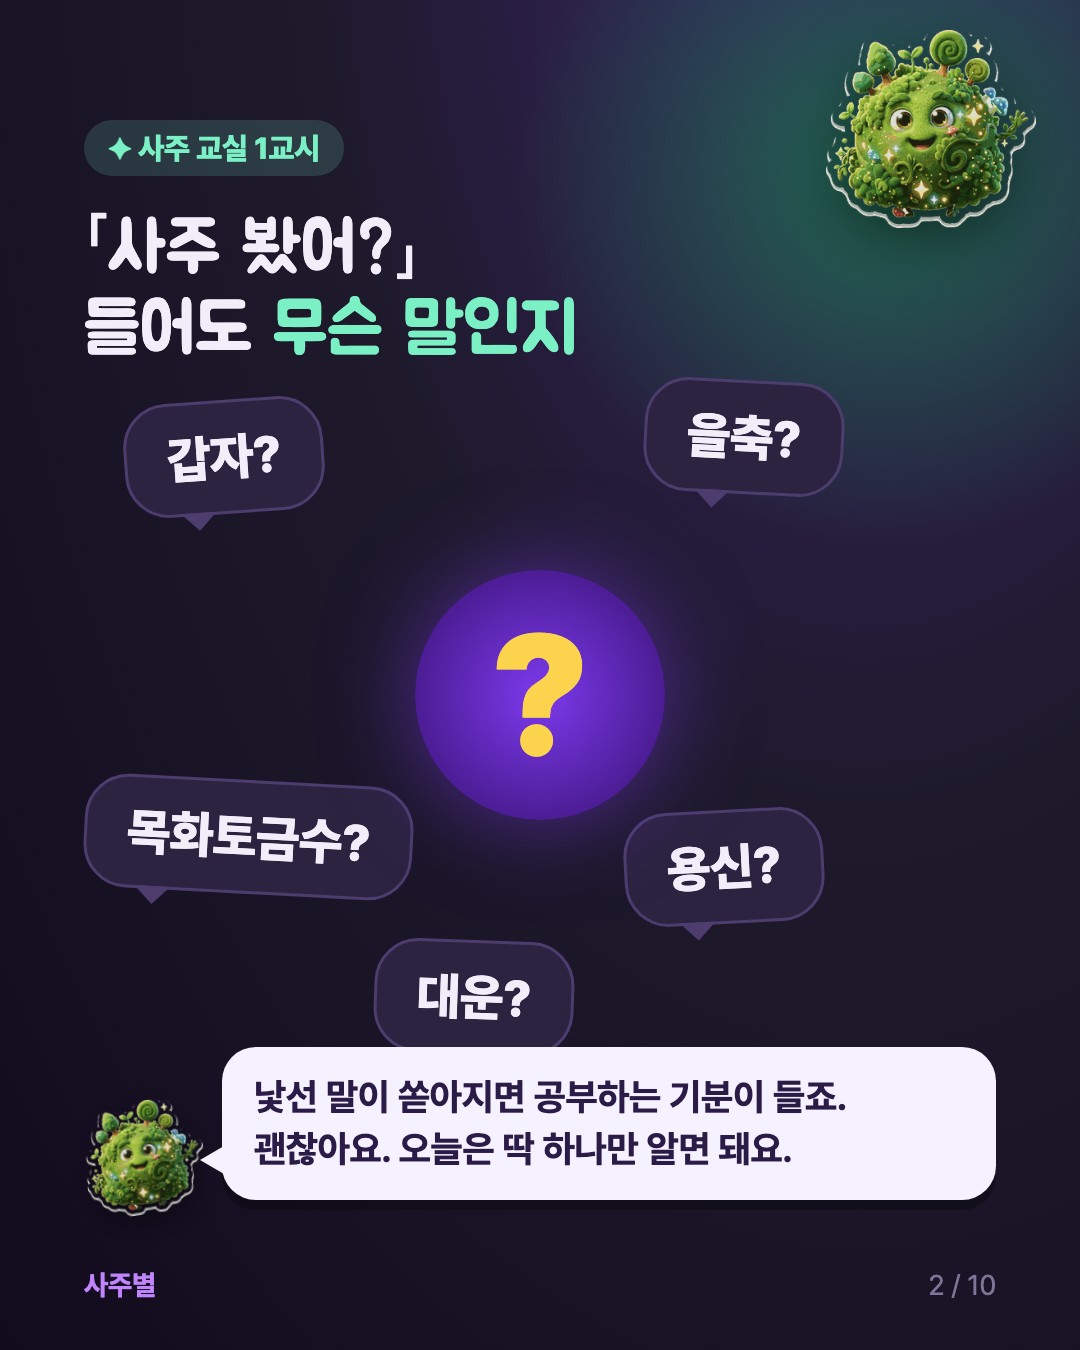 ✦ 사주 교실 1교시
「사주 봤어?」
들어도 무슨 말인지
갑자?
을축?
?
목화토금수?
용신?
대운?
낯선 말이 쏟아지면 공부하는 기분이 들죠.
괜찮아요. 오늘은 딱 하나만 알면 돼요.
사주별
2 / 10